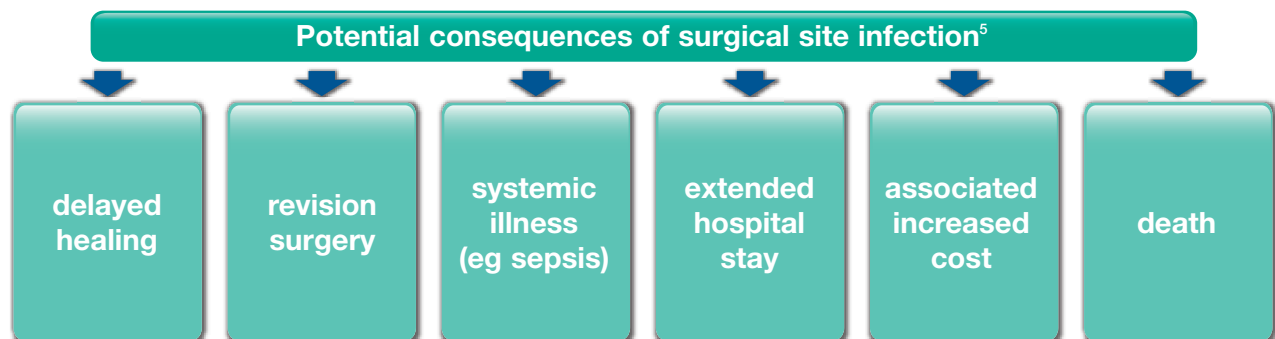 Potential consequences of surgical site infection⁵
delayed
healing
revision
surgery
systemic
illness
(eg sepsis)
extended
hospital
stay
associated
increased
cost
death